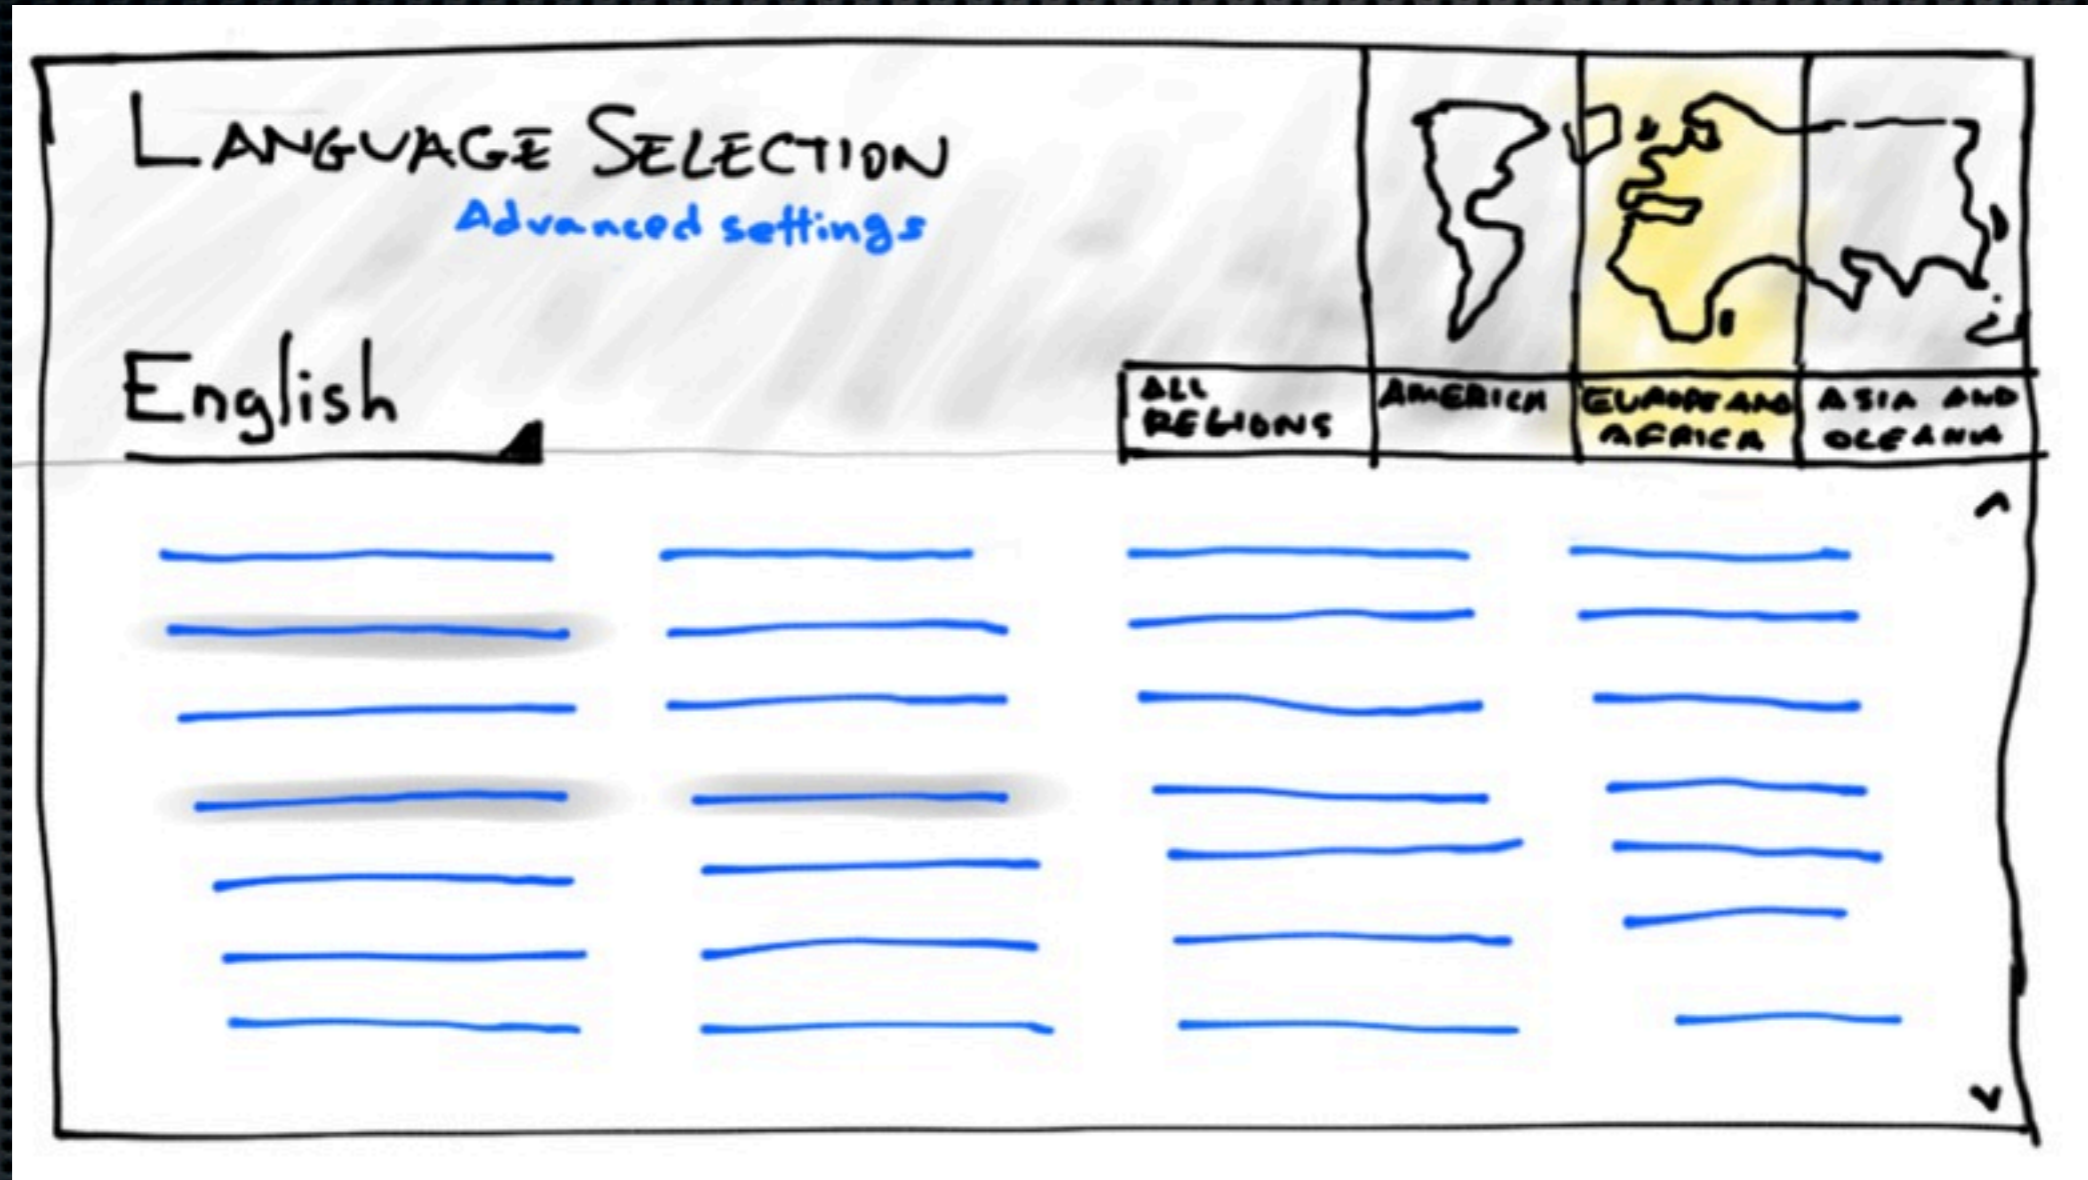 LANGUAGE SELECTION
Advanced settings
English
ALL
REGIONS
AMERICA
EUROPE AND
AFRICA
ASIA AND
OCEANIA